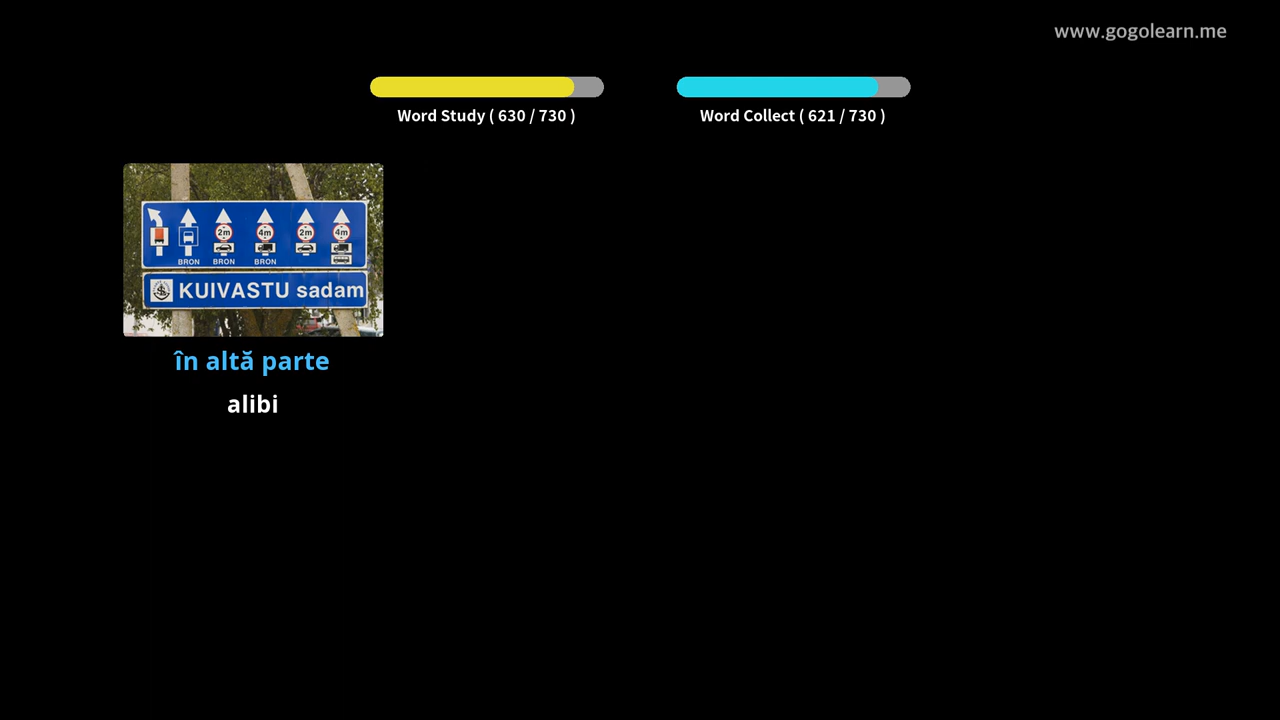 www.gogolearn.me
Word Study ( 630 / 730 )
Word Collect ( 621 / 730 )
2m
4m
2m
4m
BRON
BRON
BRON
KUIVASTU sadam
în altă parte
alibi